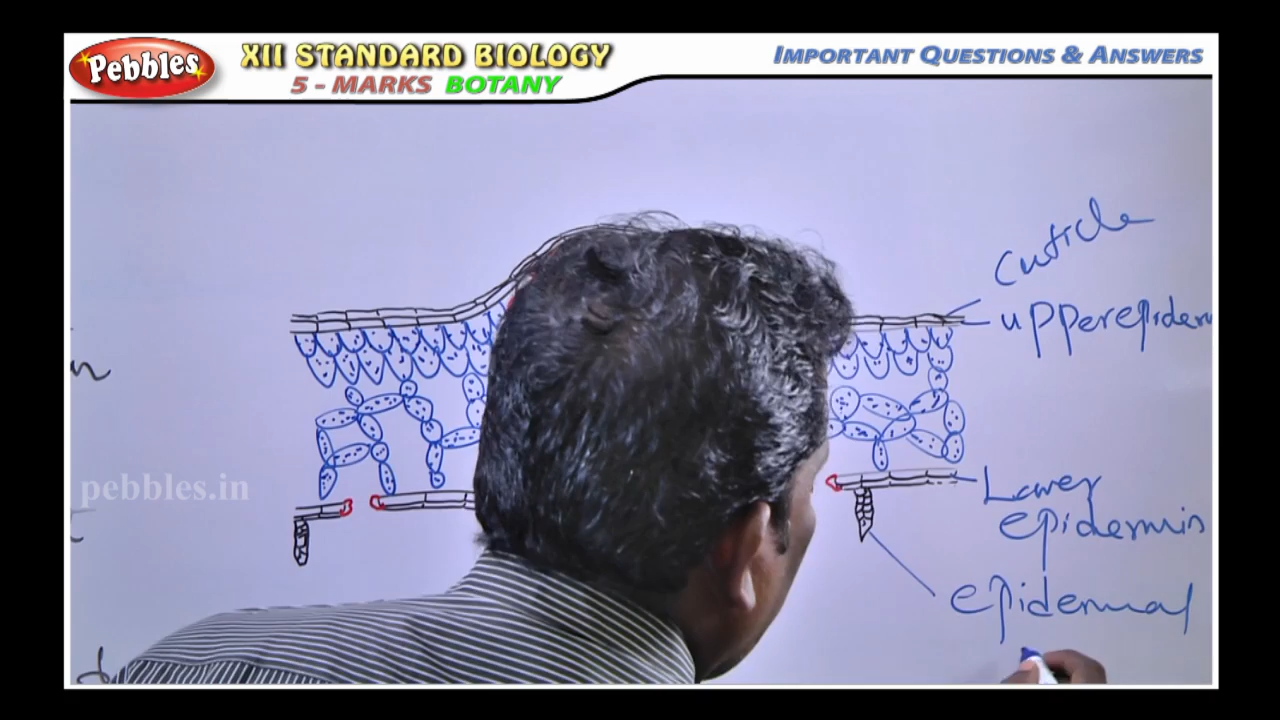 Pebbles
XII STANDARD BIOLOGY
5 - MARKS BOTANY
IMPORTANT QUESTIONS & ANSWERS
Cuticle
upperepiderm
Lower
epidermis
epidermal
pebbles.in